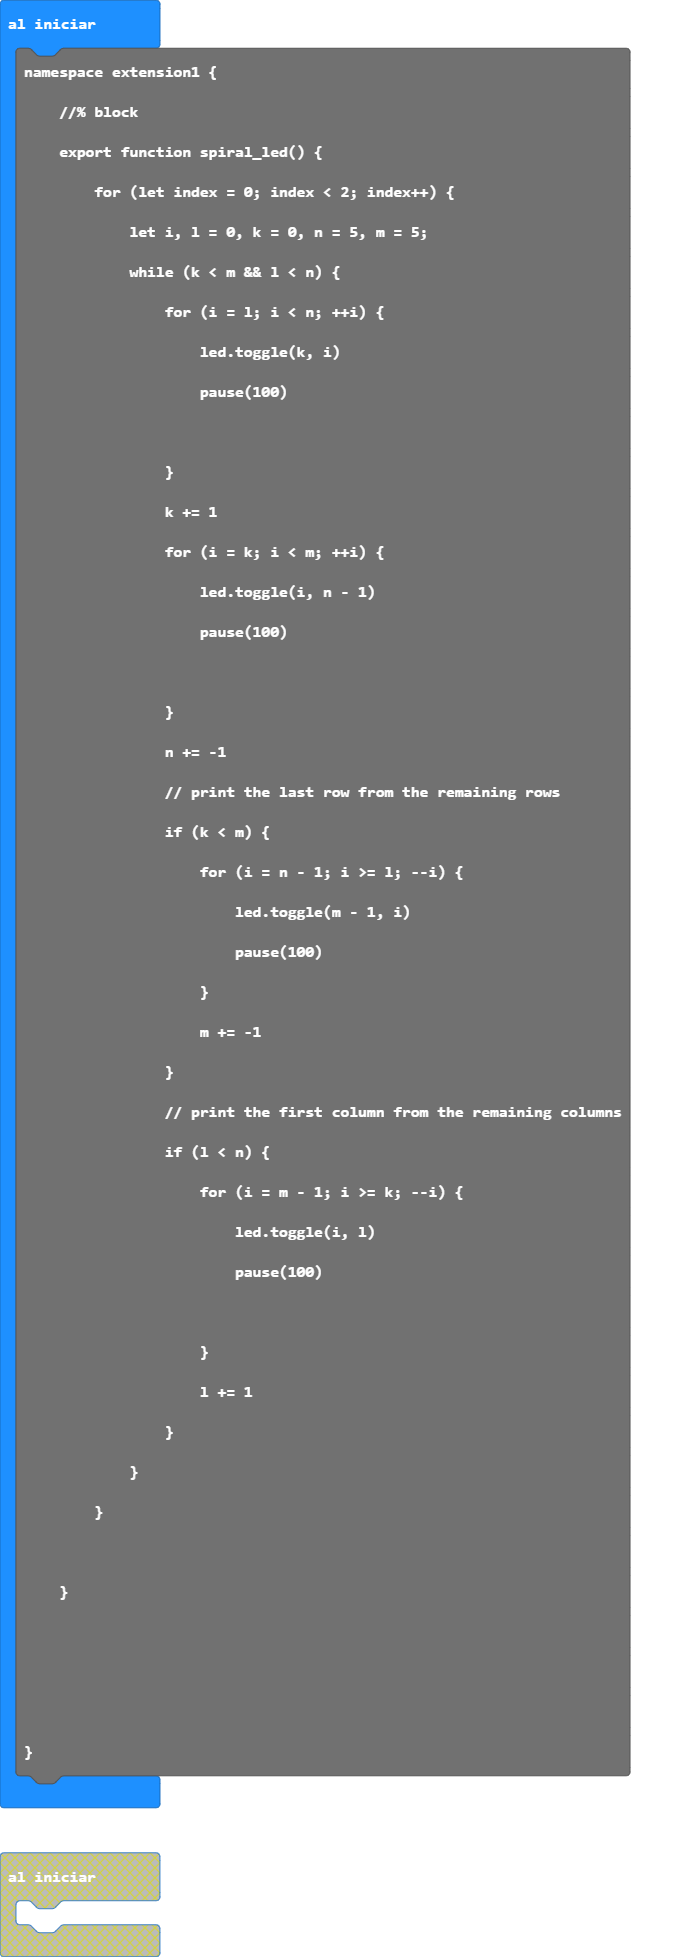 al iniciar
namespace extension1 {
//% block
export function spiral_led() {
for (let index = 0; index < 2; index++) {
let i, l = 0, k = 0, n = 5, m = 5;
while (k < m && l < n) {
for (i = l; i < n; ++i) {
led.toggle(k, i)
pause(100)
}
k += 1
for (i = k; i < m; ++i) {
led.toggle(i, n - 1)
pause(100)
}
n += -1
// print the last row from the remaining rows
if (k < m) {
for (i = n - 1; i >= l; --i) {
led.toggle(m - 1, i)
pause(100)
}
m += -1
}
// print the first column from the remaining columns
if (l < n) {
for (i = m - 1; i >= k; --i) {
led.toggle(i, l)
pause(100)
}
l += 1
}
}
}
}
}
al iniciar